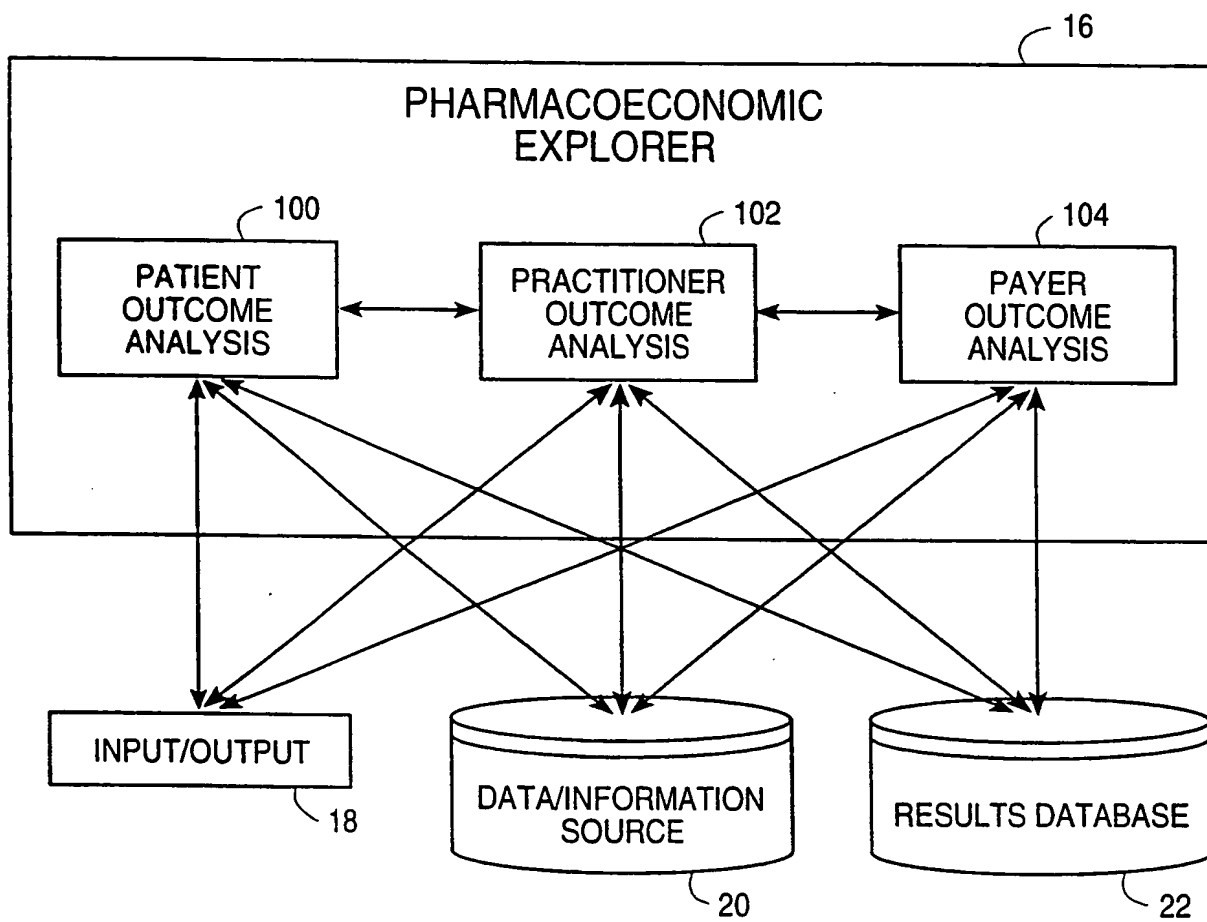 16
PHARMACOECONOMIC
EXPLORER
100
PATIENT
OUTCOME
ANALYSIS
102
PRACTITIONER
OUTCOME
ANALYSIS
104
PAYER
OUTCOME
ANALYSIS
INPUT/OUTPUT
18
DATA/INFORMATION
SOURCE
20
RESULTS DATABASE
22